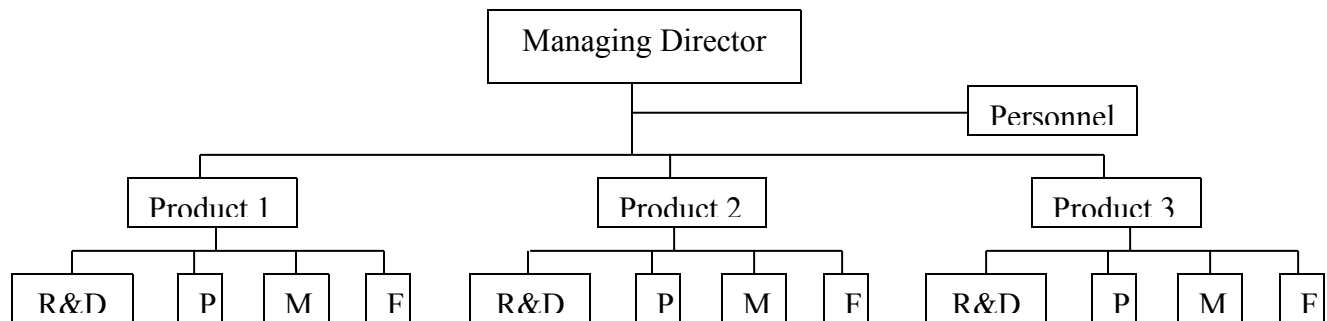 Managing Director
Personnel
Product 1
Product 2
Product 3
R&D P M F R&D P M F R&D P M F